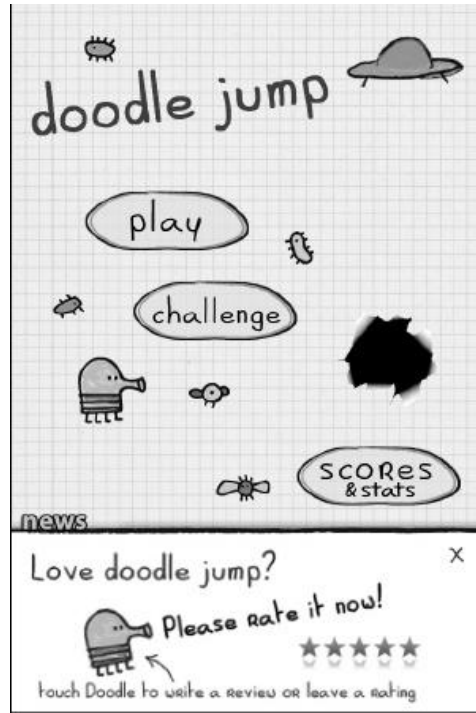 doodle jump
play
challenge
scores
& stats
news
Love doodle jump?
X
Please Rate it now!
touch Doodle to write a review or leave a rating